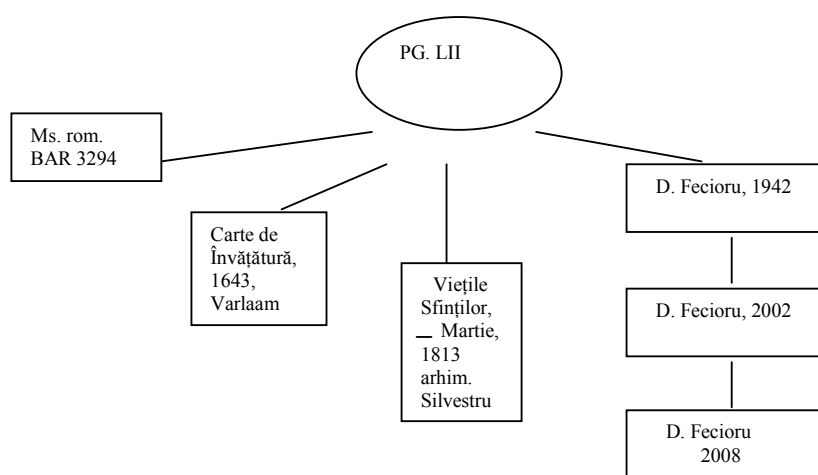 PG. LII
Ms. rom.
BAR 3294
Carte de
Învățătură,
1643,
Varlaam
Viețile
Sfinților,
_ Martie,
1813
arhim.
Silvestru
D. Fecioru, 1942
D. Fecioru, 2002
D. Fecioru
2008